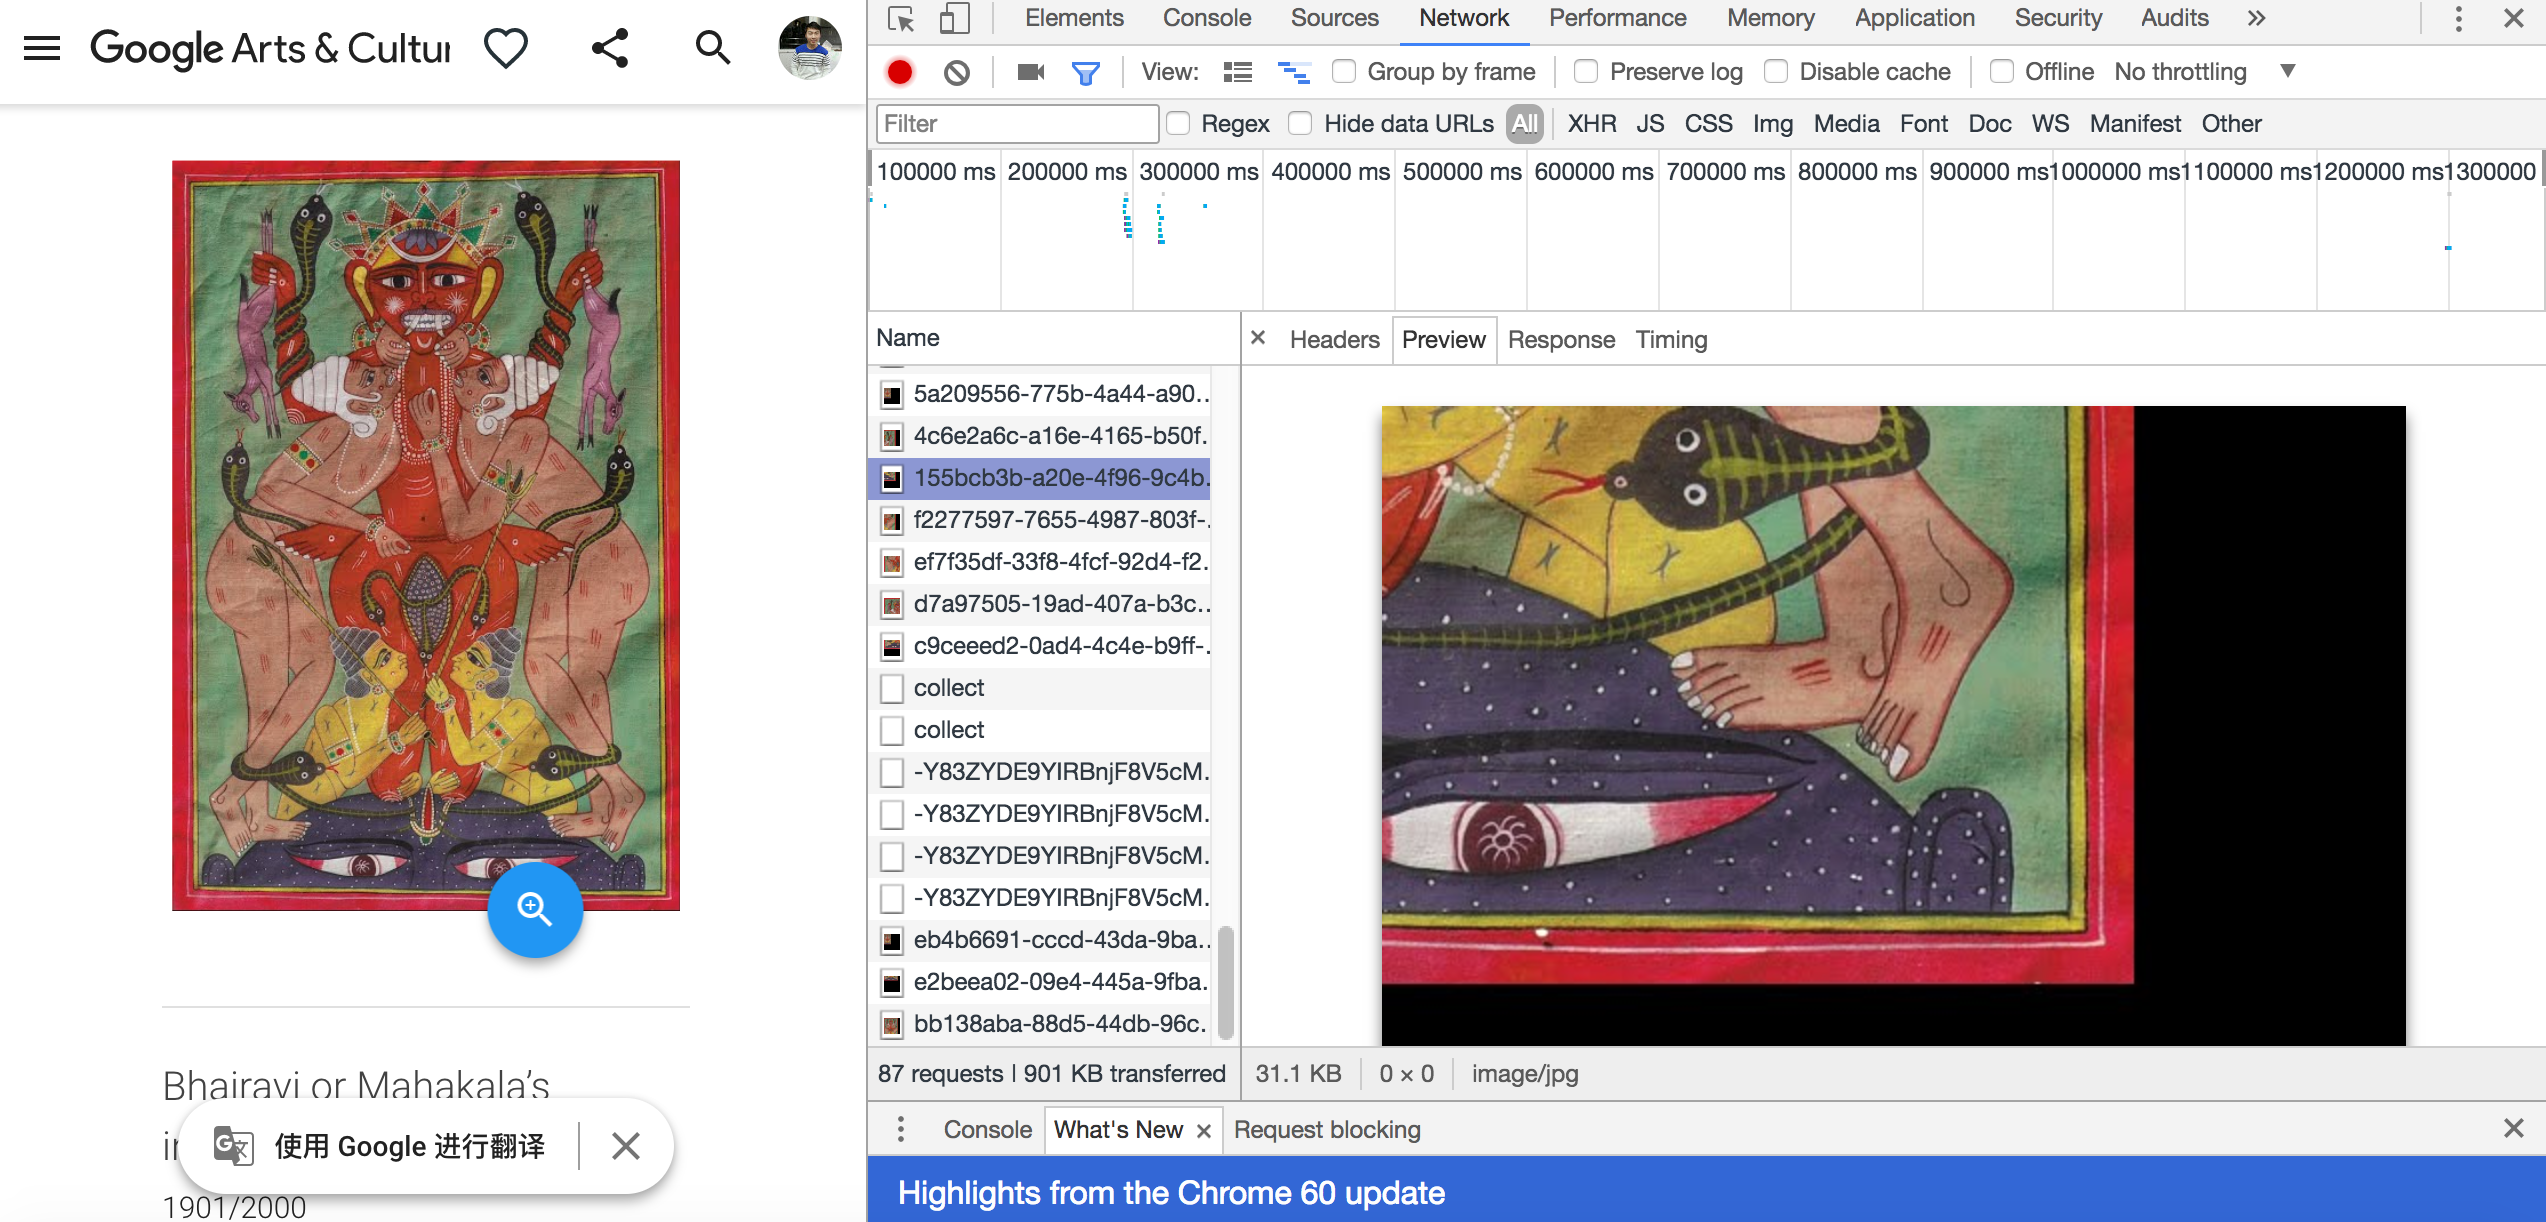 Google Arts & Cultur
Elements Console Sources Network Performance Memory Application Security Audits »
View: Group by frame Preserve log Disable cache Offline No throttling ▼
Filter Regex Hide data URLs All XHR JS CSS Img Media Font Doc WS Manifest Other
100000 ms 200000 ms 300000 ms 400000 ms 500000 ms 600000 ms 700000 ms 800000 ms 900000 ms 1000000 ms 1100000 ms 1200000 ms 1300000
Name
× Headers Preview Response Timing
5a209556-775b-4a44-a90..
4c6e2a6c-a16e-4165-b50f.
155bcb3b-a20e-4f96-9c4b.
f2277597-7655-4987-803f-.
ef7f35df-33f8-4fcf-92d4-f2.
d7a97505-19ad-407a-b3c..
c9ceeed2-0ad4-4c4e-b9ff-.
collect
collect
-Y83ZYDE9YIRBnjF8V5cM.
-Y83ZYDE9YIRBnjF8V5cM.
-Y83ZYDE9YIRBnjF8V5cM.
-Y83ZYDE9YIRBnjF8V5cM.
eb4b6691-cccd-43da-9ba..
e2beea02-09e4-445a-9fba.
bb138aba-88d5-44db-96c.
87 requests | 901 KB transferred
31.1 KB 0 × 0 image/jpg
Bhairavi or Mahakala's
使用 Google 进行翻译
1901/2000
Console What's New × Request blocking
Highlights from the Chrome 60 update